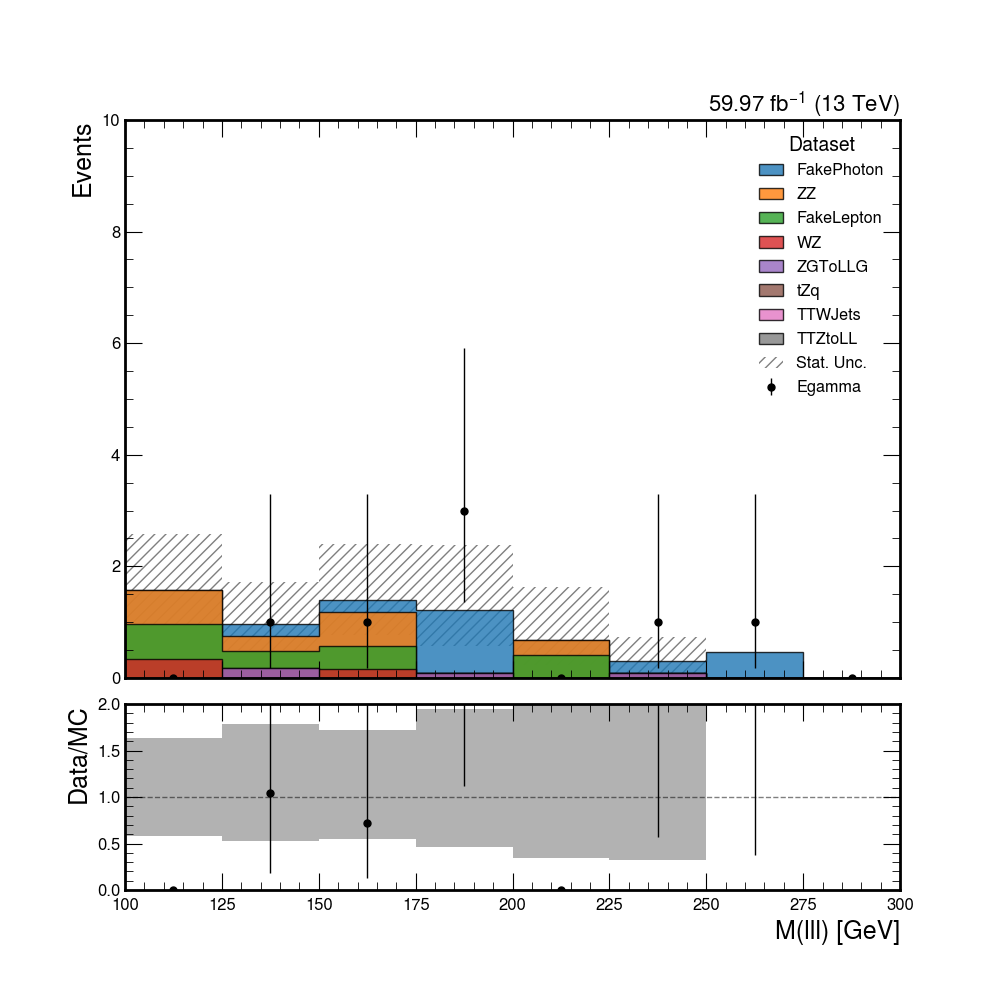 59.97 fb⁻¹ (13 TeV)
Events
10
8
6
4
2
0
Dataset
FakePhoton
ZZ
FakeLepton
WZ
ZGToLLG
tZq
TTWJets
TTZtoLL
Stat. Unc.
Egamma
Data/MC
2.0
1.5
1.0
0.5
0.0
100 125 150 175 200 225 250 275 300
M(lll) [GeV]